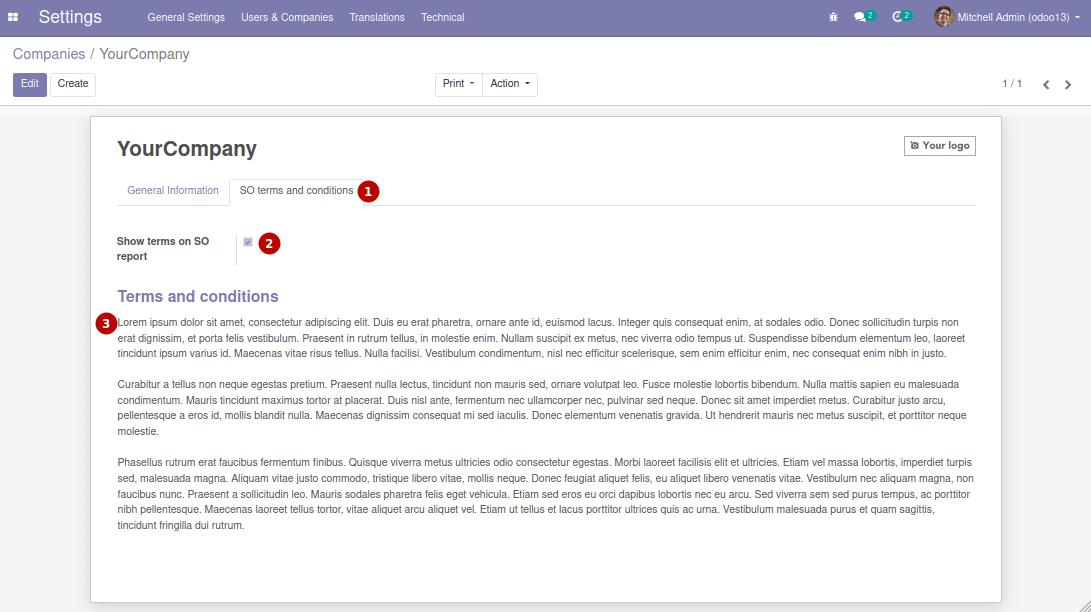 Settings General Settings Users & Companies Translations Technical 2 2 Mitchell Admin (odoo13)
Companies / YourCompany
Edit Create Print Action 1 / 1
YourCompany
Your logo
General Information SO terms and conditions 1
Show terms on SO report 2
Terms and conditions
3
Lorem ipsum dolor sit amet, consectetur adipiscing elit. Duis eu erat pharetra, ornare ante id, euismod lacus. Integer quis consequat enim, at sodales odio. Donec sollicitudin turpis non
erat dignissim, et porta felis vestibulum. Praesent in rutrum tellus, in molestie enim. Nullam suscipit ex metus, nec viverra odio tempus ut. Suspendisse bibendum elementum leo, laoreet
tincidunt ipsum varius id. Maecenas vitae risus tellus. Nulla facilisi. Vestibulum condimentum, nisl nec efficitur scelerisque, sem enim efficitur enim, nec consequat enim nibh in justo.
Curabitur a tellus non neque egestas pretium. Praesent nulla lectus, tincidunt non mauris sed, ornare volutpat leo. Fusce molestie lobortis bibendum. Nulla mattis sapien eu malesuada
condimentum. Mauris tincidunt maximus tortor at placerat. Duis nisl ante, fermentum nec ullamcorper nec, pulvinar sed neque. Donec sit amet imperdiet metus. Curabitur justo arcu,
pellentesque a eros id, mollis blandit nulla. Maecenas dignissim consequat mi sed iaculis. Donec elementum venenatis gravida. Ut hendrerit mauris nec metus suscipit, et porttitor neque
molestie.
Phasellus rutrum erat faucibus fermentum finibus. Quisque viverra metus ultricies odio consectetur egestas. Morbi laoreet facilisis elit et ultricies. Etiam vel massa lobortis, imperdiet turpis
sed, malesuada magna. Aliquam vitae justo commodo, tristique libero vitae, mollis neque. Donec feugiat aliquet felis, eu aliquet libero venenatis vitae. Vestibulum nec aliquam magna, non
faucibus nunc. Praesent a sollicitudin leo. Mauris sodales pharetra felis eget vehicula. Etiam sed eros eu orci dapibus lobortis nec eu arcu. Sed viverra sem sed purus tempus, ac porttitor
nibh pellentesque. Maecenas laoreet tellus tortor, vitae aliquet arcu aliquet vel. Etiam ut tellus et lacus porttitor ultrices quis ac urna. Vestibulum malesuada purus et quam sagittis,
tincidunt fringilla dui rutrum.